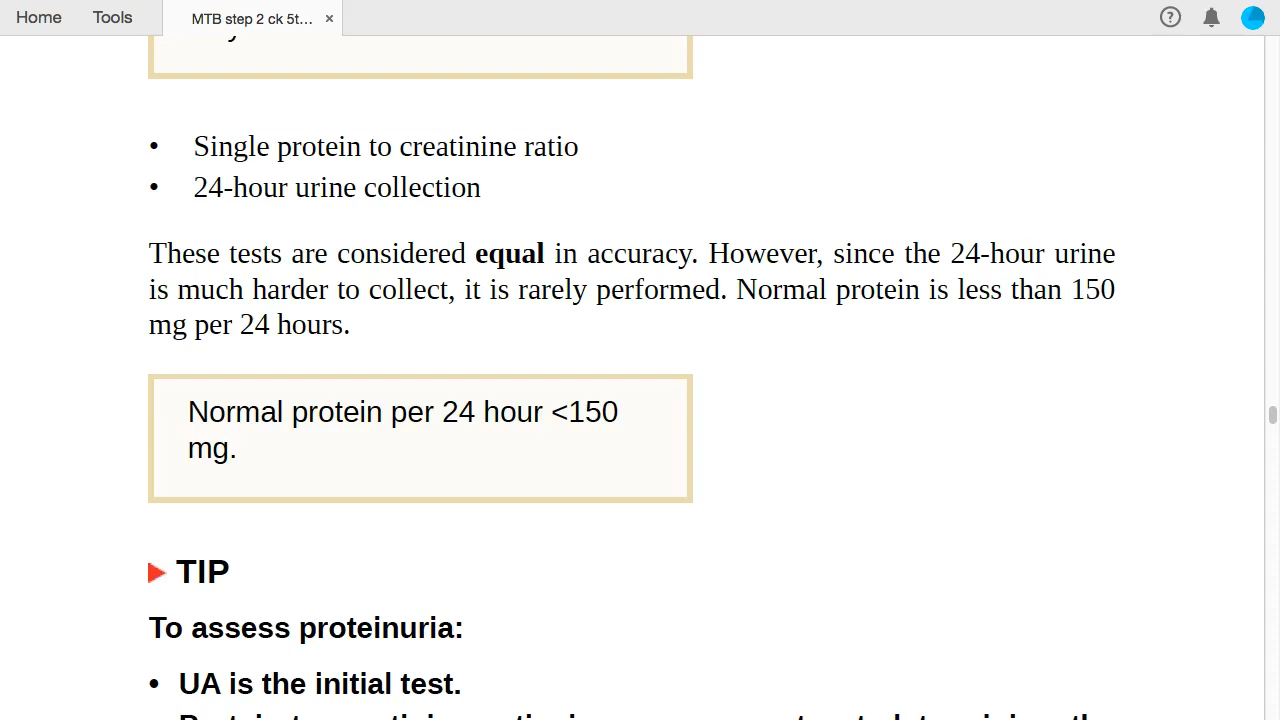 Home Tools MTB step 2 ck 5t... × ?
• Single protein to creatinine ratio
• 24-hour urine collection
These tests are considered equal in accuracy. However, since the 24-hour urine
is much harder to collect, it is rarely performed. Normal protein is less than 150
mg per 24 hours.
Normal protein per 24 hour <150
mg.
TIP
To assess proteinuria:
• UA is the initial test.